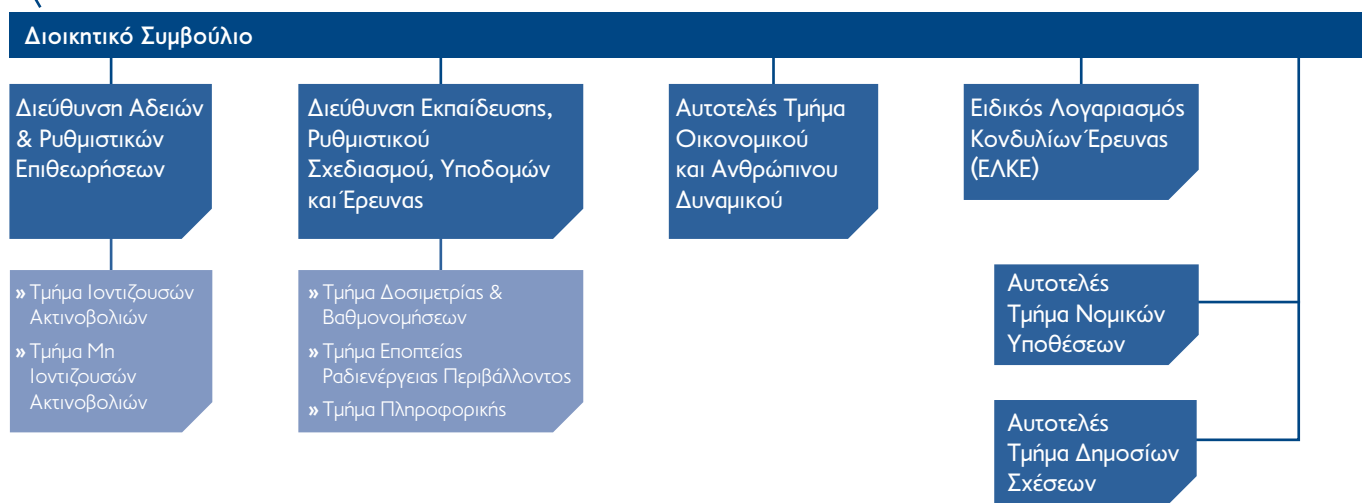 Διοικητικό Συμβούλιο
Διεύθυνση Αδειών
& Ρυθμιστικών
Επιθεωρήσεων
» Τμήμα Ιοντιζουσών
Ακτινοβολιών
» Τμήμα Μη
Ιοντιζουσών
Ακτινοβολιών
Διεύθυνση Εκπαίδευσης,
Ρυθμιστικού
Σχεδιασμού, Υποδομών
και Έρευνας
» Τμήμα Δοσιμετρίας &
Βαθμονομήσεων
» Τμήμα Εποπτείας
Ραδιενέργειας Περιβάλλοντος
» Τμήμα Πληροφορικής
Αυτοτελές Τμήμα
Οικονομικού
και Ανθρώπινου
Δυναμικού
Ειδικός Λογαριασμός
Κονδυλίων Έρευνας
(ΕΛΚΕ)
Αυτοτελές
Τμήμα Νομικών
Υποθέσεων
Αυτοτελές
Τμήμα Δημοσίων
Σχέσεων